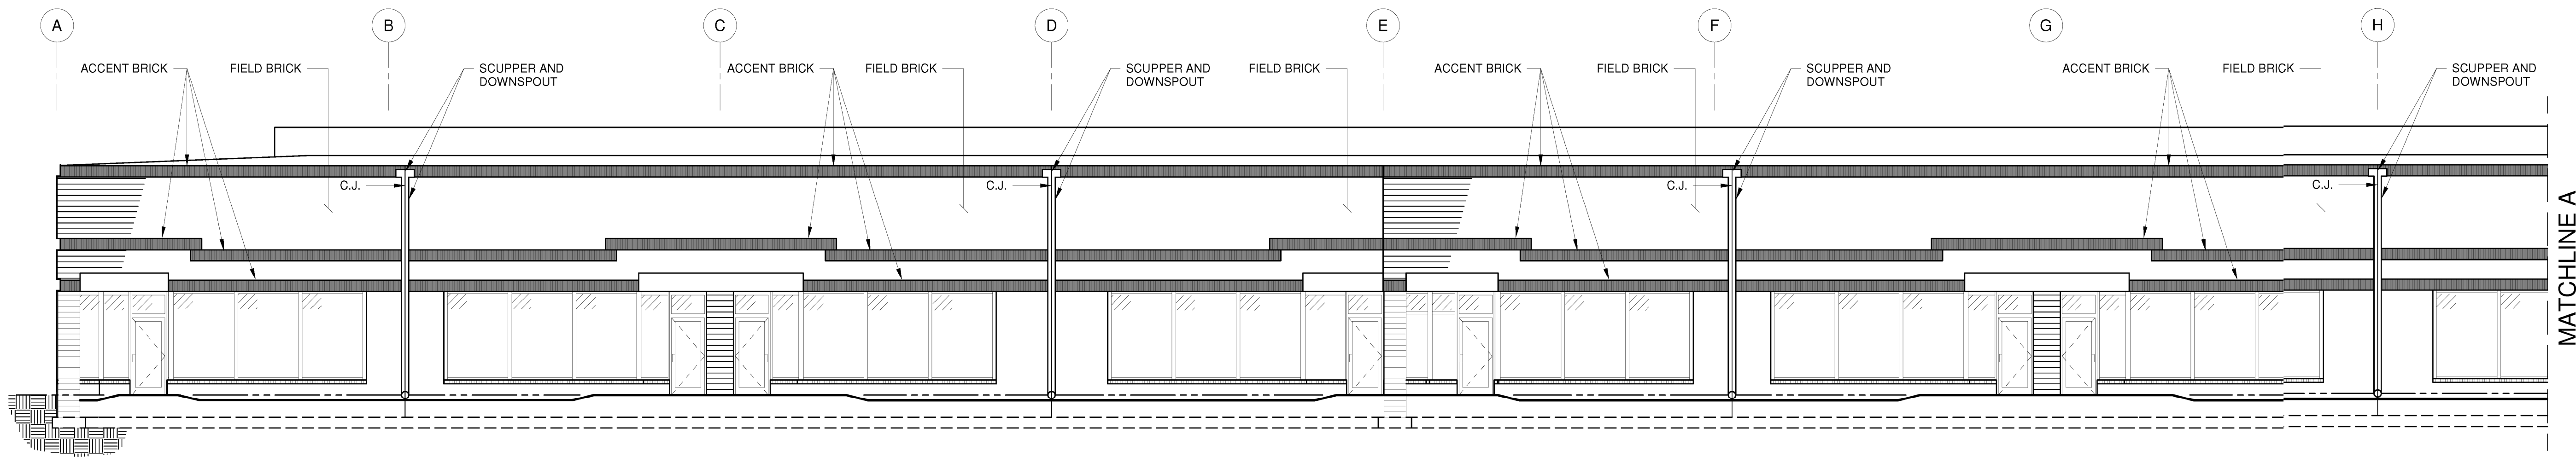 A
B
C
D
E
F
G
H
ACCENT BRICK
FIELD BRICK
SCUPPER AND
DOWNSPOUT
ACCENT BRICK
FIELD BRICK
SCUPPER AND
DOWNSPOUT
FIELD BRICK
ACCENT BRICK
FIELD BRICK
SCUPPER AND
DOWNSPOUT
ACCENT BRICK
FIELD BRICK
SCUPPER AND
DOWNSPOUT
C.J.
C.J.
C.J.
C.J.
MATCHLINE A